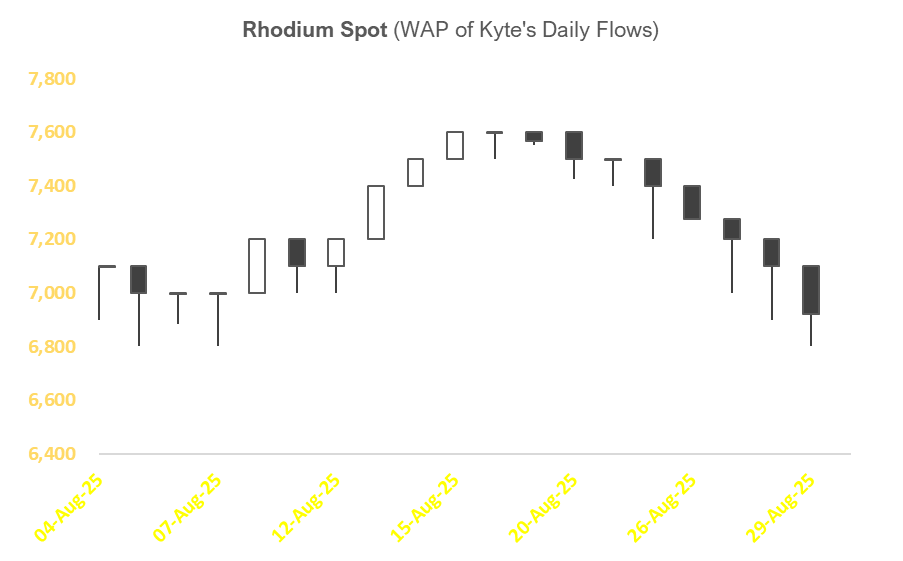 Rhodium Spot (WAP of Kyte's Daily Flows)
7,800
7,600
7,400
7,200
7,000
6,800
6,600
6,400
04-Aug-25
07-Aug-25
12-Aug-25
15-Aug-25
20-Aug-25
26-Aug-25
29-Aug-25